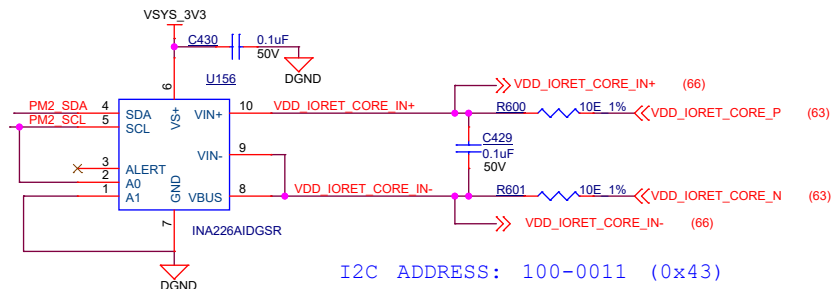 VSYS_3V3
C430
0.1uF
50V
DGND
U156
6
PM2_SDA
4
SDA
VS+
VIN+
10
VDD_IORET_CORE_IN+
VDD_IORET_CORE_IN+ (66)
PM2_SCL
5
SCL
R600
10E_1%
VDD_IORET_CORE_P (63)
C429
0.1uF
50V
VIN-
9
3
ALERT
2
A0
1
A1
GND
VBUS
8
VDD_IORET_CORE_IN-
R601
10E_1%
VDD_IORET_CORE_N (63)
7
INA226AIDGSR
VDD_IORET_CORE_IN- (66)
DGND
I2C ADDRESS: 100-0011 (0x43)